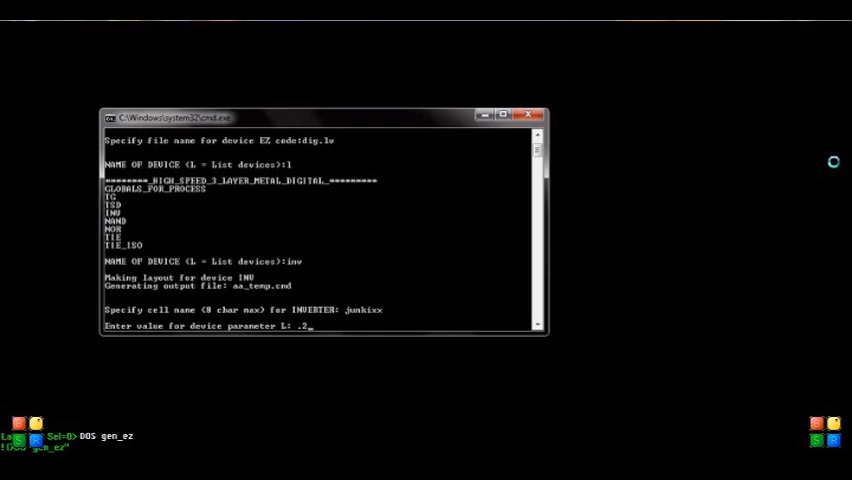 C:\Windows\system32\cmd.exe
Specify file name for device EZ code:dig.lv
NAME OF DEVICE (L = List devices):l
********_HIGH_SPEED_3_LAYER_METAL_DIGITAL_*********
GLOBALS_FOR_PROCESS
TG
TSD
INV
NAND
NOR
TIE
TIE_ISO
NAME OF DEVICE (L = List devices):inv
Making layout for device INV
Generating output file: aa_temp.cmd
Specify cell name (8 char max) for INVERTER: junkixx
Enter value for device parameter L: .2_
B
S R
B
S R
Sel=0> DOS gen_ez
gen_ez"